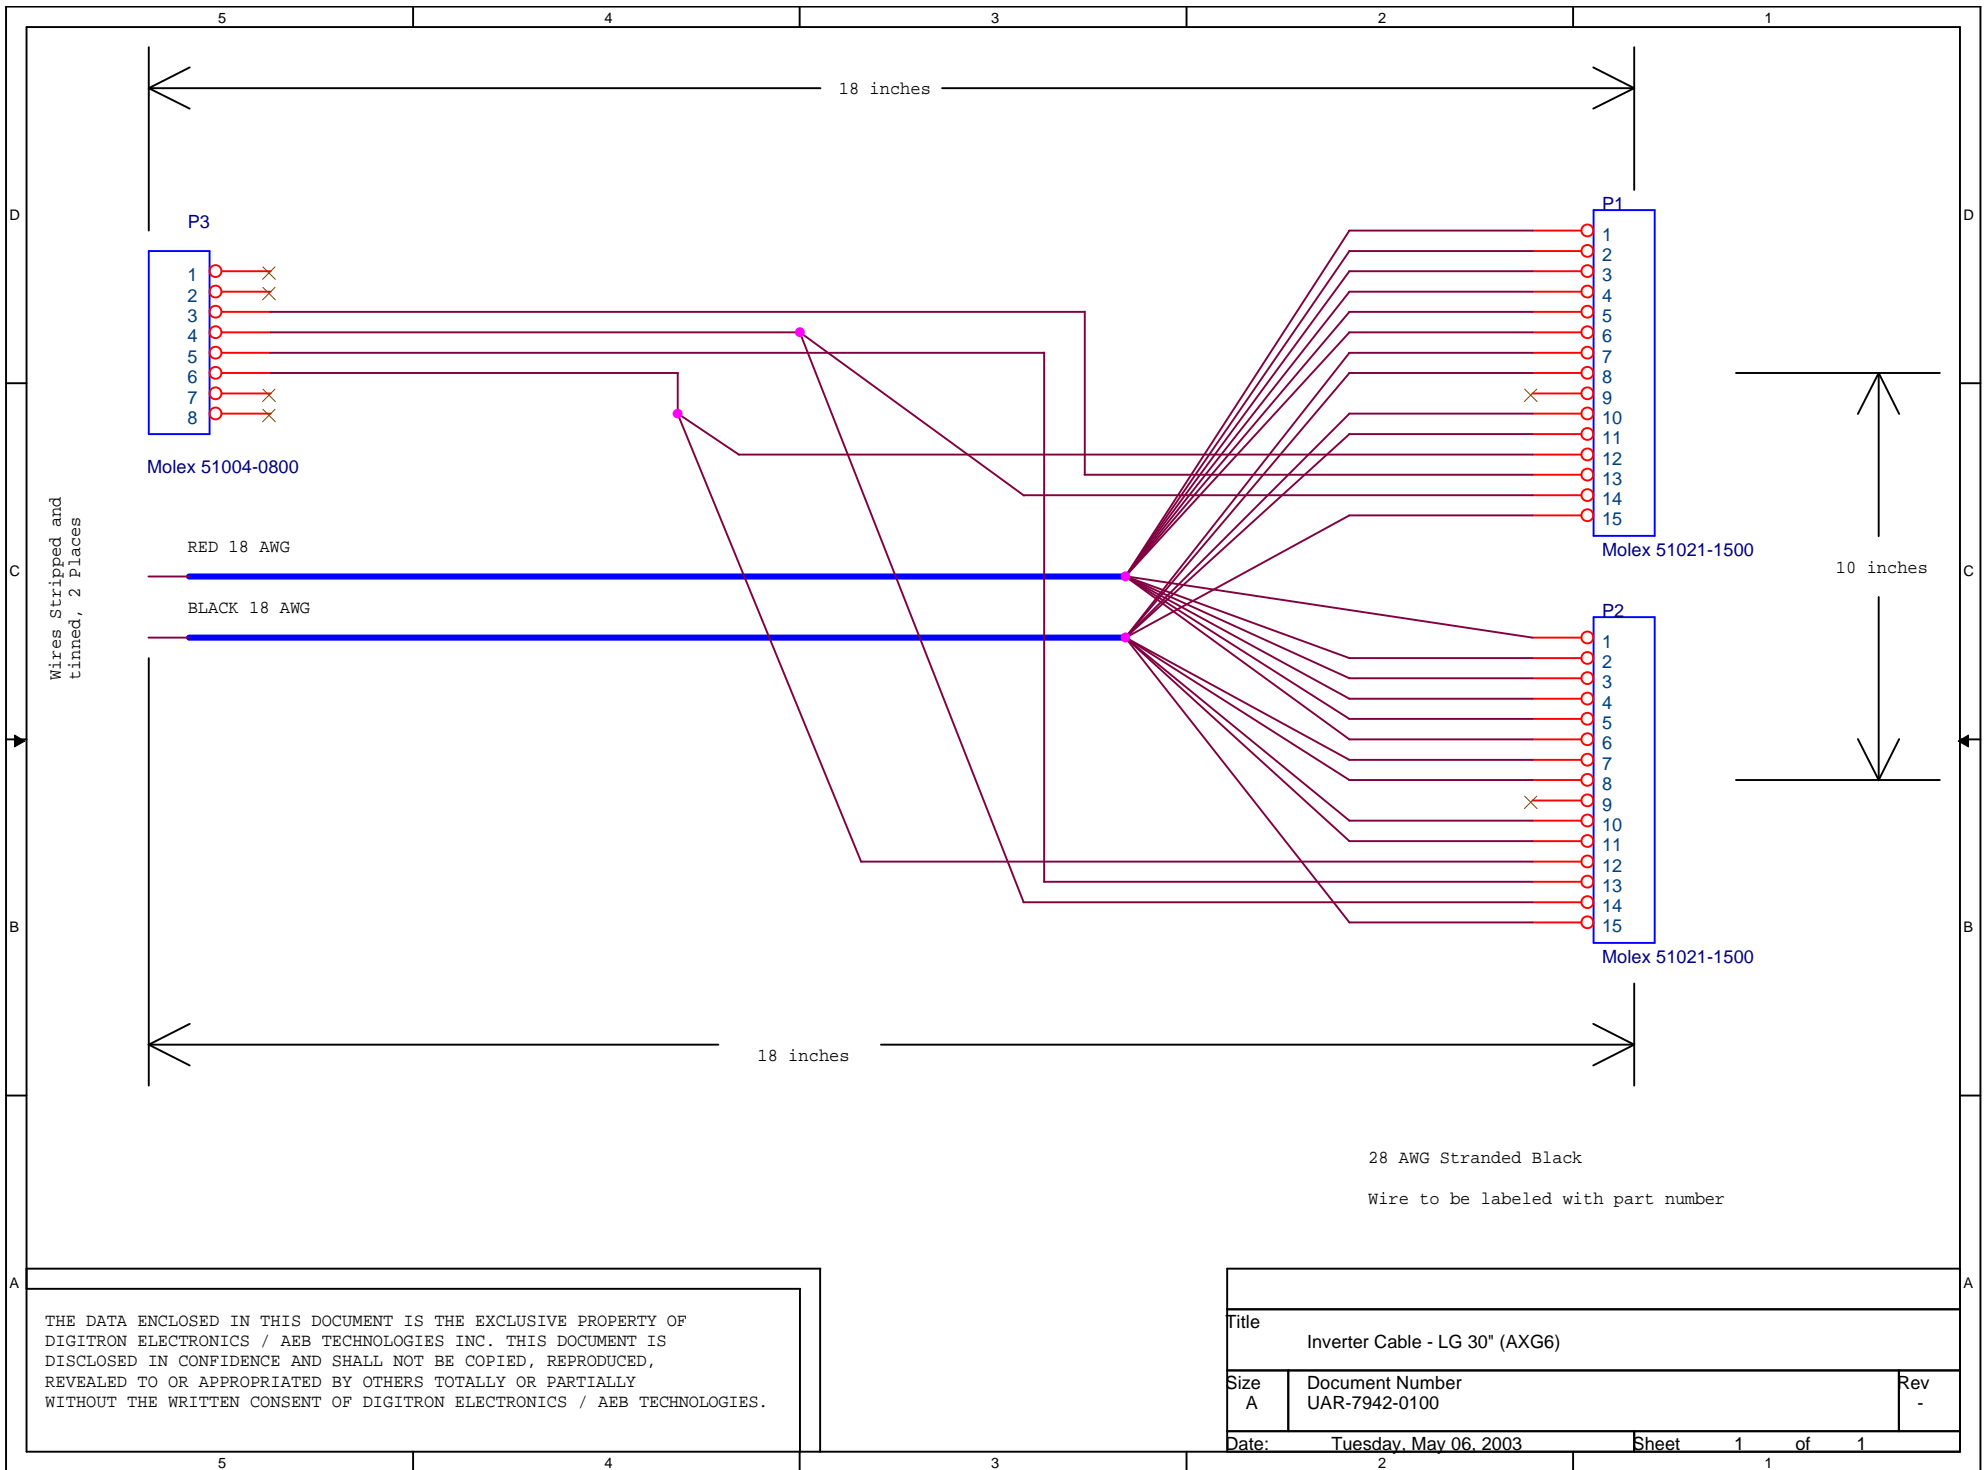 5 4 3 2 1
18 inches
D D
P3
1
2
3
4
5
6
7
8
Molex 51004-0800
P1
1
2
3
4
5
6
7
8
9
10
11
12
13
14
15
Molex 51021-1500
Wires Stripped and
tinned, 2 Places
RED 18 AWG
BLACK 18 AWG
C C
10 inches
P2
1
2
3
4
5
6
7
8
9
10
11
12
13
14
15
Molex 51021-1500
B B
18 inches
28 AWG Stranded Black
Wire to be labeled with part number
A A
THE DATA ENCLOSED IN THIS DOCUMENT IS THE EXCLUSIVE PROPERTY OF
DIGITRON ELECTRONICS / AEB TECHNOLOGIES INC. THIS DOCUMENT IS
DISCLOSED IN CONFIDENCE AND SHALL NOT BE COPIED, REPRODUCED,
REVEALED TO OR APPROPRIATED BY OTHERS TOTALLY OR PARTIALLY
WITHOUT THE WRITTEN CONSENT OF DIGITRON ELECTRONICS / AEB TECHNOLOGIES.
Title
Inverter Cable - LG 30" (AXG6)
Size Document Number Rev
A UAR-7942-0100 -
Date: Tuesday, May 06, 2003 Sheet 1 of 1
5 4 3 2 1